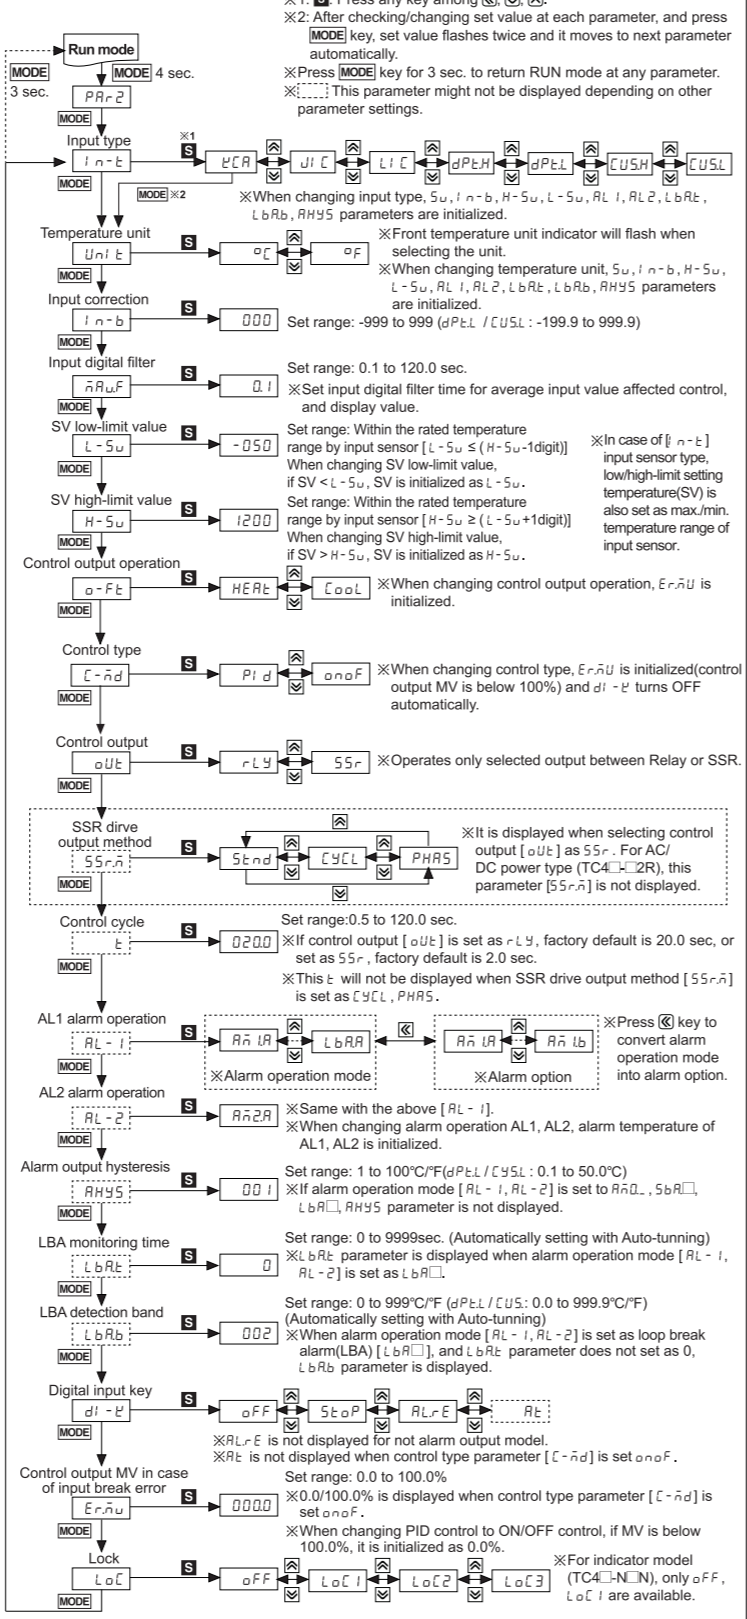 ※2: After checking/changing set value at each parameter, and press
MODE key, set value flashes twice and it moves to next parameter
automatically.
※Press MODE key for 3 sec. to return RUN mode at any parameter.
※ This parameter might not be displayed depending on other
parameter settings.
Run mode
MODE
3 sec.
MODE 4 sec.
PAr2
MODE
Input type
In-t
※1
S
KCA
JIC
LIC
dPt.H
dPt.L
CUS.H
CUS.L
MODE
MODE ※2
※When changing input type, Su, In-b, H-Su, L-Su, AL1, AL2, LbA.t,
LbA.b, AHYS parameters are initialized.
Temperature unit
UnIt
S
°C
°F
※Front temperature unit indicator will flash when
selecting the unit.
※When changing temperature unit, Su, In-b, H-Su,
L-Su, AL1, AL2, LbA.t, LbA.b, AHYS parameters
are initialized.
MODE
Input correction
In-b
S
000
Set range: -999 to 999 (dPt.L / CUS.L : -199.9 to 999.9)
MODE
Input digital filter
mAu.F
S
0.1
Set range: 0.1 to 120.0 sec.
※Set input digital filter time for average input value affected control,
and display value.
MODE
SV low-limit value
L-Su
S
-050
Set range: Within the rated temperature
range by input sensor [L-Su ≤ (H-Su-1digit)]
When changing SV low-limit value,
if SV < L-Su, SV is initialized as L-Su.
※In case of [In-t]
input sensor type,
low/high-limit setting
temperature(SV) is
also set as max./min.
temperature range of
input sensor.
MODE
SV high-limit value
H-Su
S
1200
Set range: Within the rated temperature
range by input sensor [H-Su ≥ (L-Su+1digit)]
When changing SV high-limit value,
if SV > H-Su, SV is initialized as H-Su.
MODE
Control output operation
o-Ft
S
HEAt
CooL
※When changing control output operation, Er.mU is
initialized.
MODE
Control type
C-md
S
PId
onoF
※When changing control type, Er.mU is initialized(control
output MV is below 100%) and dI-K turns OFF
automatically.
MODE
Control output
oUt
S
rLY
SSr
※Operates only selected output between Relay or SSR.
MODE
SSR dirve
output method
SSr.m
S
Stnd
CYCL
PHAS
※It is displayed when selecting control
output [oUt] as SSr. For AC/
DC power type (TC4□-□2R), this
parameter [SSr.m] is not displayed.
MODE
Control cycle
t
S
020.0
Set range:0.5 to 120.0 sec.
※If control output [oUt] is set as rLY, factory default is 20.0 sec, or
set as SSr, factory default is 2.0 sec.
※This t will not be displayed when SSR drive output method [SSr.m]
is set as CYCL, PHAS.
MODE
AL1 alarm operation
AL-1
S
Am1.A
LbA.A
※Alarm operation mode
Am1.A
Am1.b
※Alarm option
※Press key to
convert alarm
operation mode
into alarm option.
MODE
AL2 alarm operation
AL-2
S
Am2.A
※Same with the above [AL-1].
※When changing alarm operation AL1, AL2, alarm temperature of
AL1, AL2 is initialized.
MODE
Alarm output hysteresis
AHYS
S
001
Set range: 1 to 100°C/°F(dPt.L / CYS.L : 0.1 to 50.0°C)
※If alarm operation mode [AL-1, AL-2] is set to Am0._, SbA.□,
LbA□, AHYS parameter is not displayed.
MODE
LBA monitoring time
LbA.t
S
0
Set range: 0 to 9999sec. (Automatically setting with Auto-tunning)
※LbA.t parameter is displayed when alarm operation mode [AL-1,
AL-2] is set as LbA□.
MODE
LBA detection band
LbA.b
S
002
Set range: 0 to 999°C/°F (dPt.L / CUS.: 0.0 to 999.9°C/°F)
(Automatically setting with Auto-tunning)
※When alarm operation mode [AL-1, AL-2] is set as loop break
alarm(LBA) [LbA□], and LbA.t parameter does not set as 0,
LbA.b parameter is displayed.
MODE
Digital input key
dI-K
S
oFF
StoP
AL.rE
At
※AL.rE is not displayed for not alarm output model.
※At is not displayed when control type parameter [C-md] is set onoF.
MODE
Control output MV in case
of input break error
Er.mu
S
000.0
Set range: 0.0 to 100.0%
※0.0/100.0% is displayed when control type parameter [C-md] is
set onoF.
※When changing PID control to ON/OFF control, if MV is below
100.0%, it is initialized as 0.0%.
MODE
Lock
LoC
S
oFF
LoC1
LoC2
LoC3
※For indicator model
(TC4□-N□N), only oFF,
LoC1 are available.
MODE